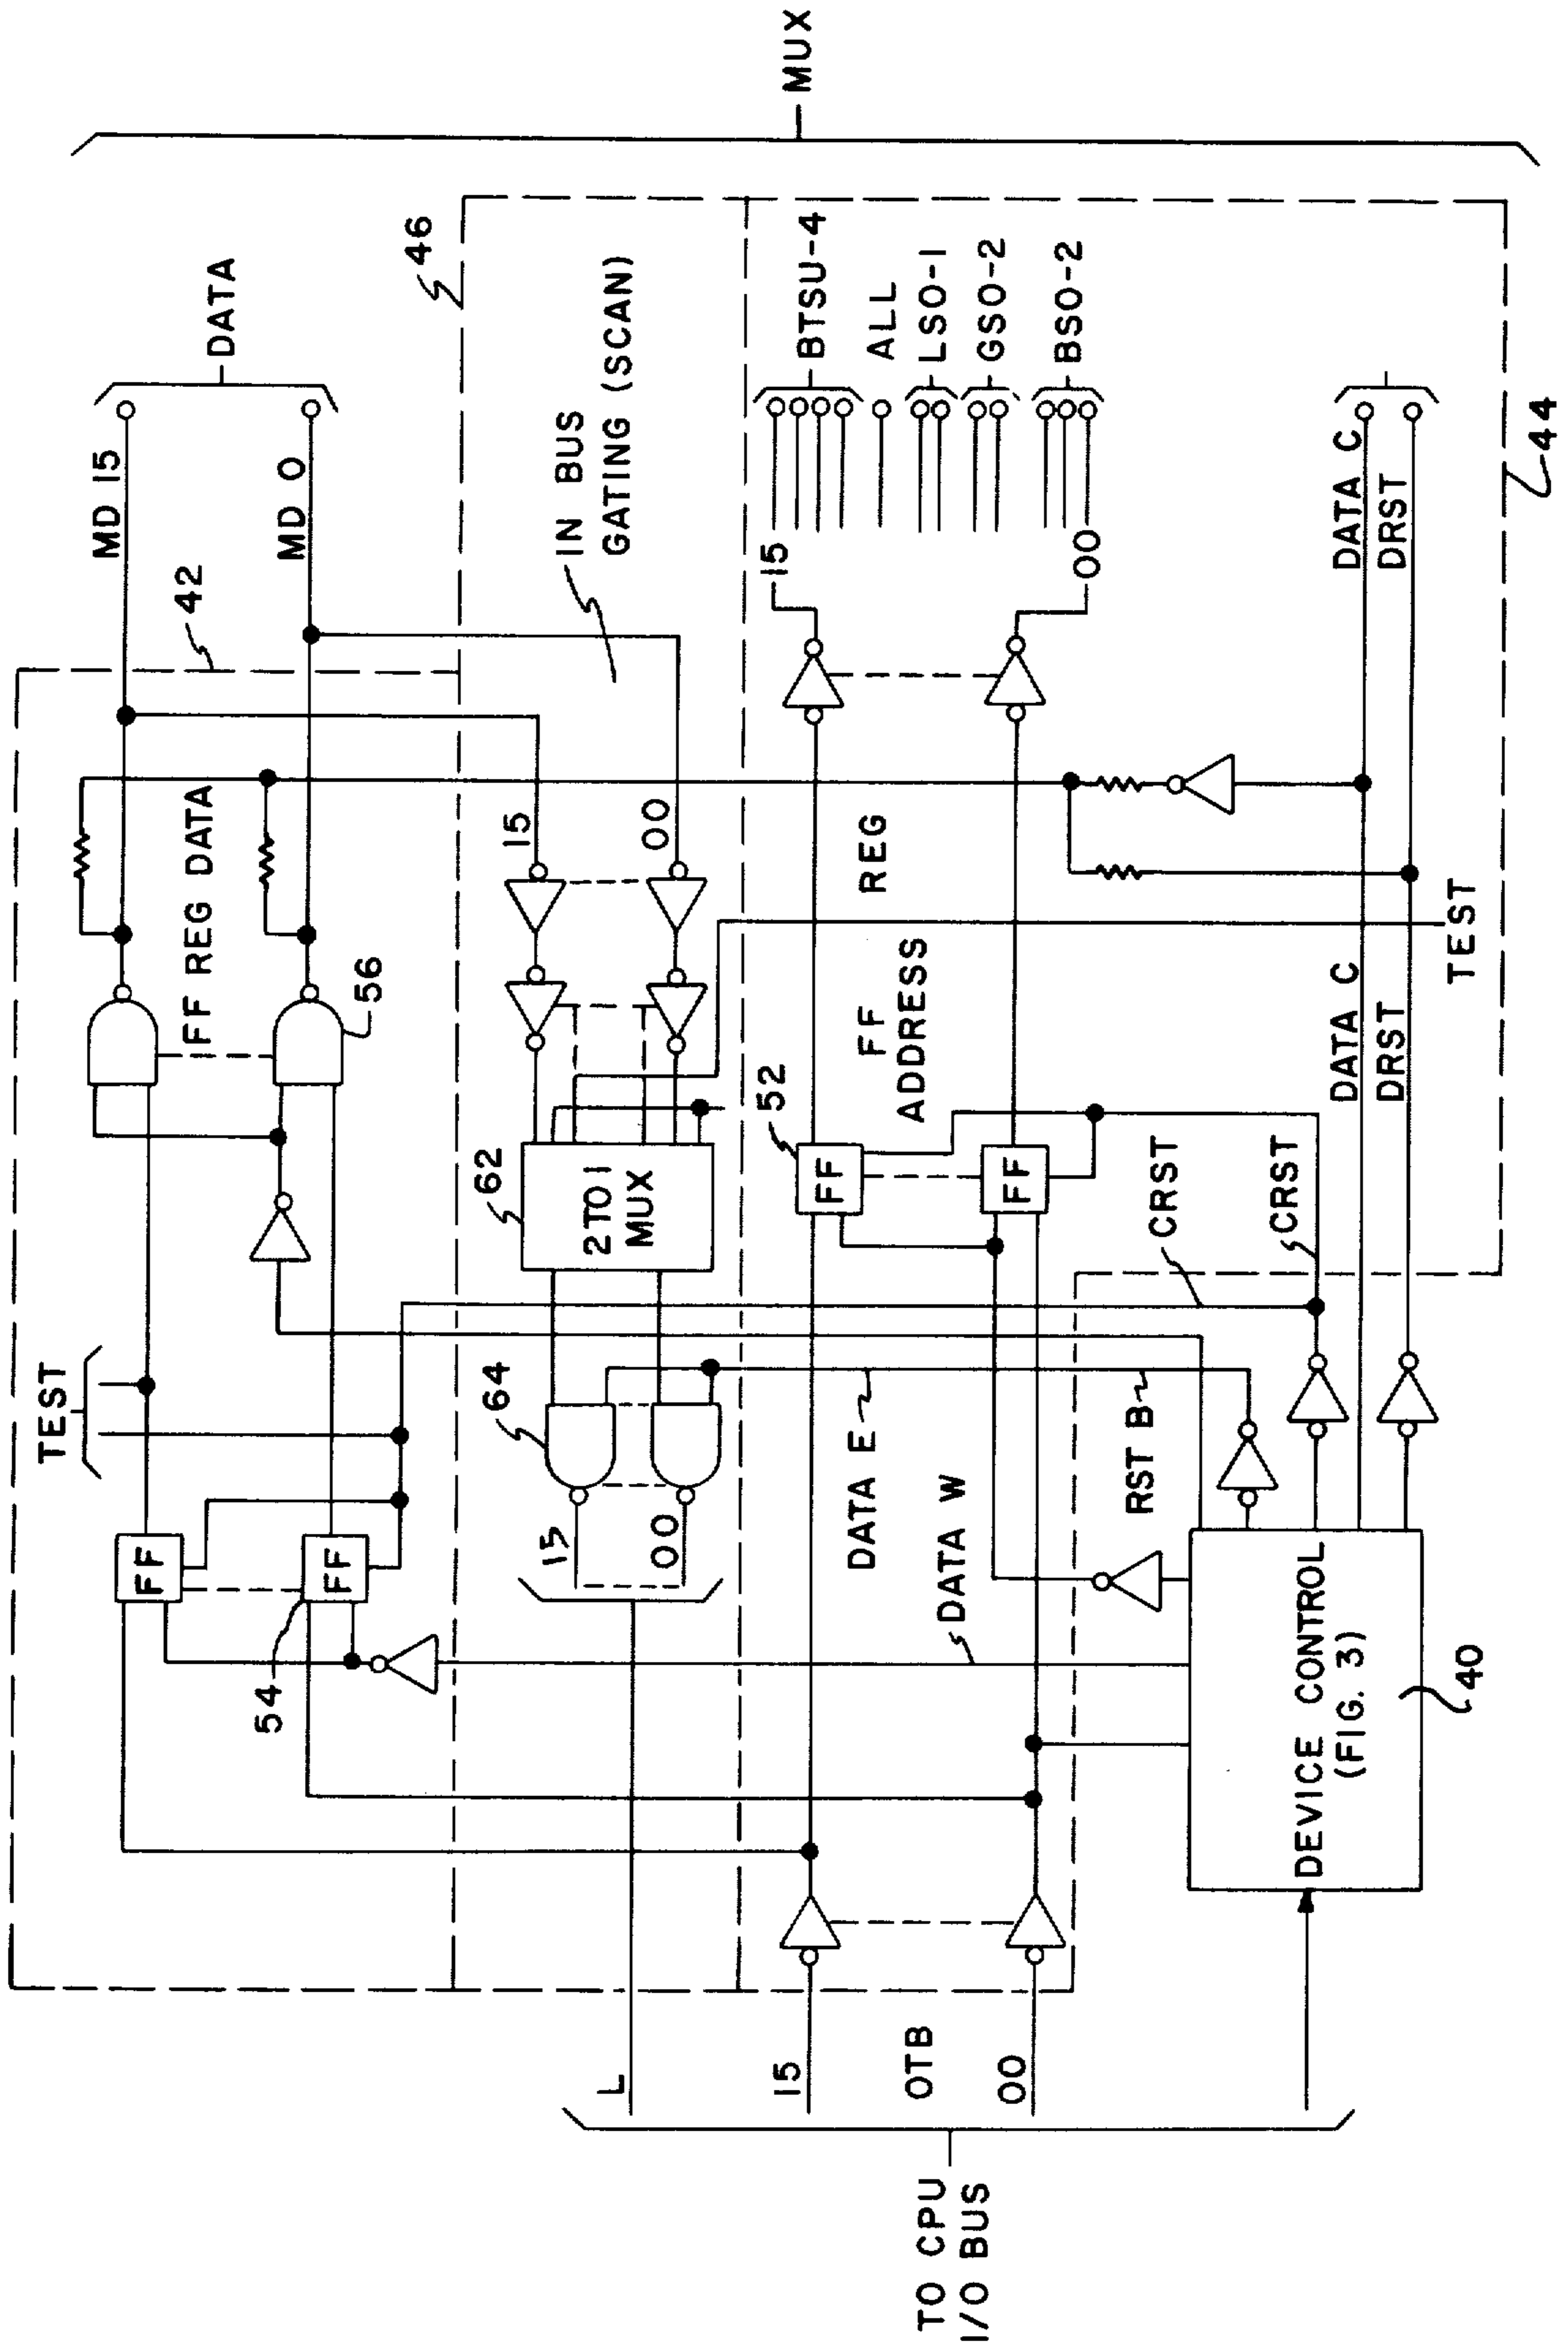 MUX
DATA
46
MD 15
MD 0
42
IN BUS
GATING (SCAN)
BTSU-4
ALL
LSO-1
GSO-2
BSO-2
15
00
DATA C
DRST
44
FF REG DATA
56
15
00
REG
FF
ADDRESS
TEST
DATA C
DRST
62
2 TO 1
MUX
52
FF
FF
CRST
CRST
TEST
64
15
00
DATA E
RST B
DATA W
FF
FF
54
DEVICE CONTROL
(FIG. 3)
40
L
15
OTB
00
TO CPU
I/O BUS